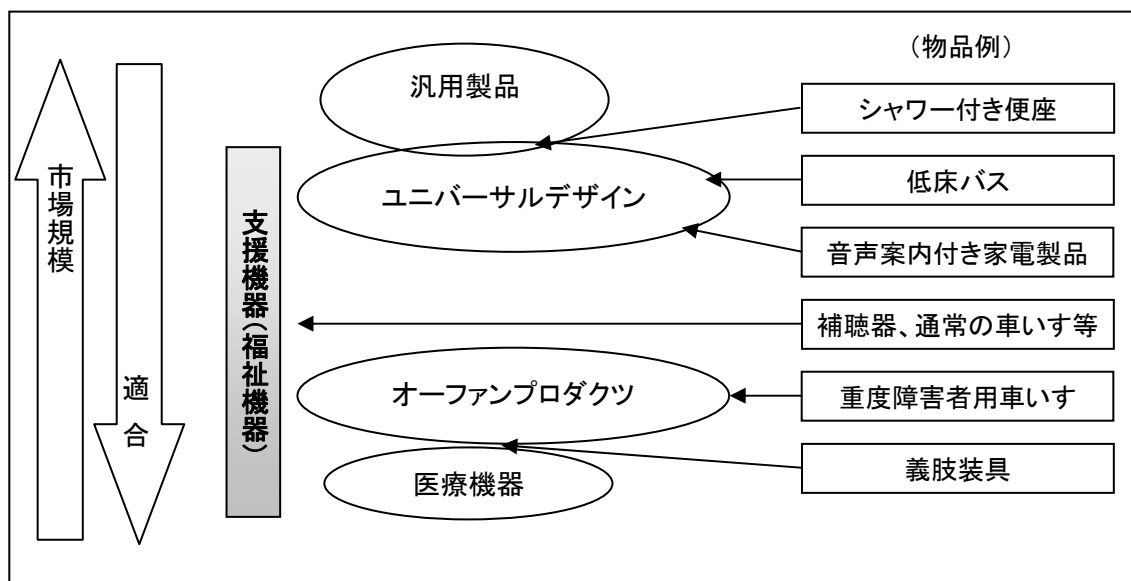 (物品例)
汎用製品
シャワー付き便座
ユニバーサルデザイン
低床バス
音声案内付き家電製品
市場規模
適合
支援機器(福祉機器)
補聴器、通常の車いす等
オーファンプロダクツ
重度障害者用車いす
医療機器
義肢装具